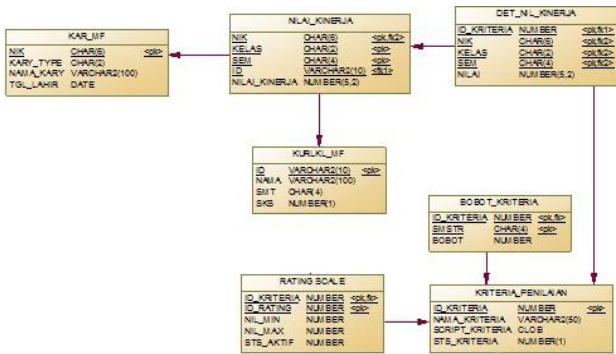 KAR_MF
NIK CHAR(6) <pk>
KARY_TYPE CHAR(2)
NAMA_KARY VARCHAR2(100)
TGL_LAHIR DATE
NILAI_KINERJA
NIK CHAR(6) <pk,fk2>
KELAS CHAR(2) <pk>
SEM CHAR(4) <pk>
ID VARCHAR2(10) <fk1>
NILAI_KINERJA NUMBER(5,2)
DET_NIL_KINERJA
ID_KRITERIA NUMBER <pk,fk1>
NIK CHAR(6) <pk,fk2>
KELAS CHAR(2) <pk,fk2>
SEM CHAR(4) <pk,fk2>
NILAI NUMBER(5,2)
KURLKL_MF
ID VARCHAR2(10) <pk>
NAMA VARCHAR2(100)
SMT CHAR(4)
SKS NUMBER(1)
BOBOT_KRITERIA
ID_KRITERIA NUMBER <pk,fk>
SMSTR CHAR(4) <pk>
BOBOT NUMBER
RATING SCALE
ID_KRITERIA NUMBER <pk,fk>
ID_RATING NUMBER <pk>
NIL_MIN NUMBER
NIL_MAX NUMBER
STS_AKTIF NUMBER
KRITERIA_PENILAIAN
ID_KRITERIA NUMBER <pk>
NAMA_KRITERIA VARCHAR2(50)
SCRIPT_KRITERIA CLOB
STS_KRITERIA NUMBER(1)